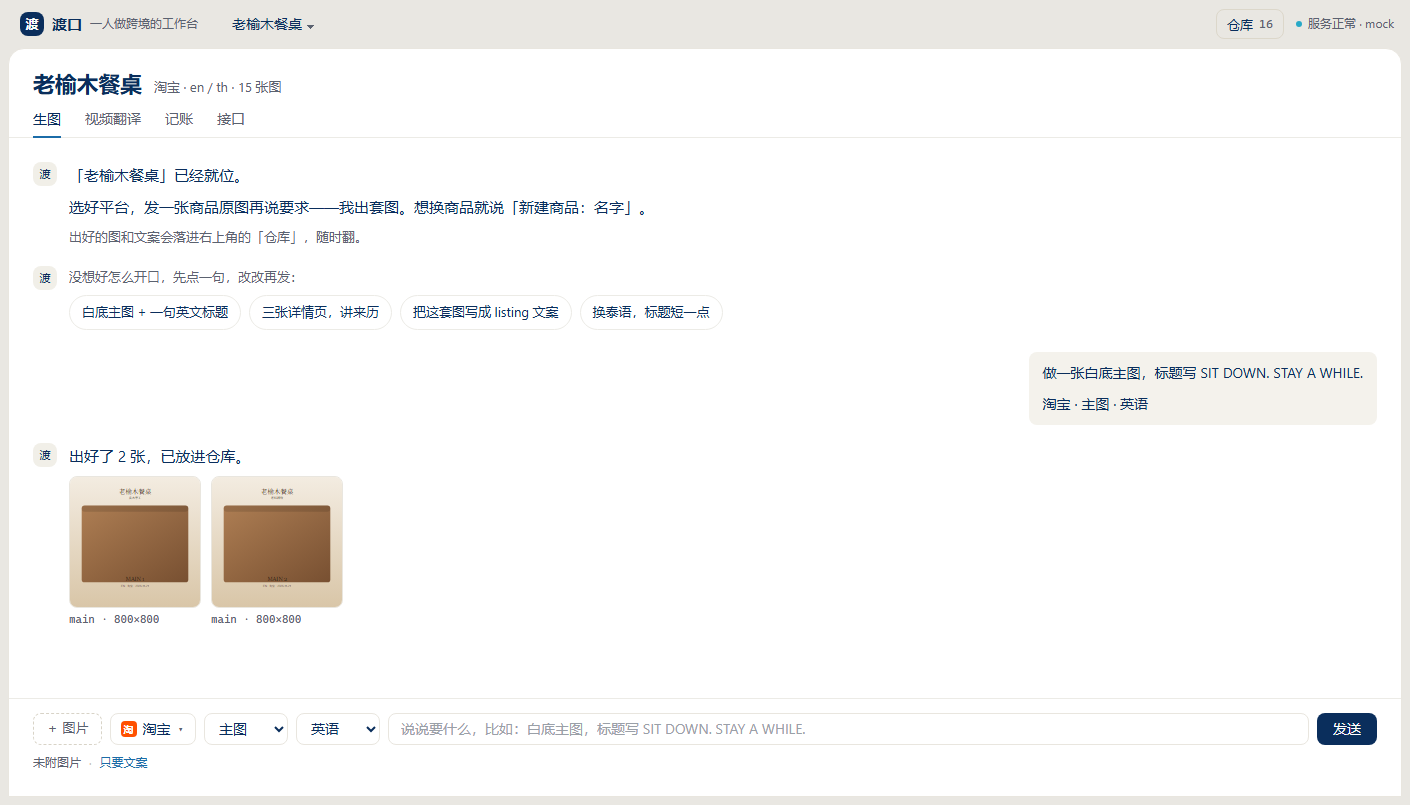 渡 渡口 一人做跨境的工作台 老榆木餐桌 仓库 16 服务正常 · mock
老榆木餐桌 淘宝 · en / th · 15 张图
生图 视频翻译 记账 接口
渡 「老榆木餐桌」已经就位。
选好平台，发一张商品原图再说要求——我出套图。想换商品就说「新建商品：名字」。
出好的图和文案会落进右上角的「仓库」，随时翻。
渡 没想好怎么开口，先点一句，改改再发：
白底主图 + 一句英文标题 三张详情页，讲来历 把这套图写成 listing 文案 换泰语，标题短一点
做一张白底主图，标题写 SIT DOWN. STAY A WHILE.
淘宝 · 主图 · 英语
渡 出好了 2 张，已放进仓库。
老榆木餐桌 老榆木餐桌
MAIN 1 MAIN 2
main · 800×800 main · 800×800
+ 图片 淘 淘宝 主图 英语 说说要什么，比如：白底主图，标题写 SIT DOWN. STAY A WHILE. 发送
未附图片 · 只要文案